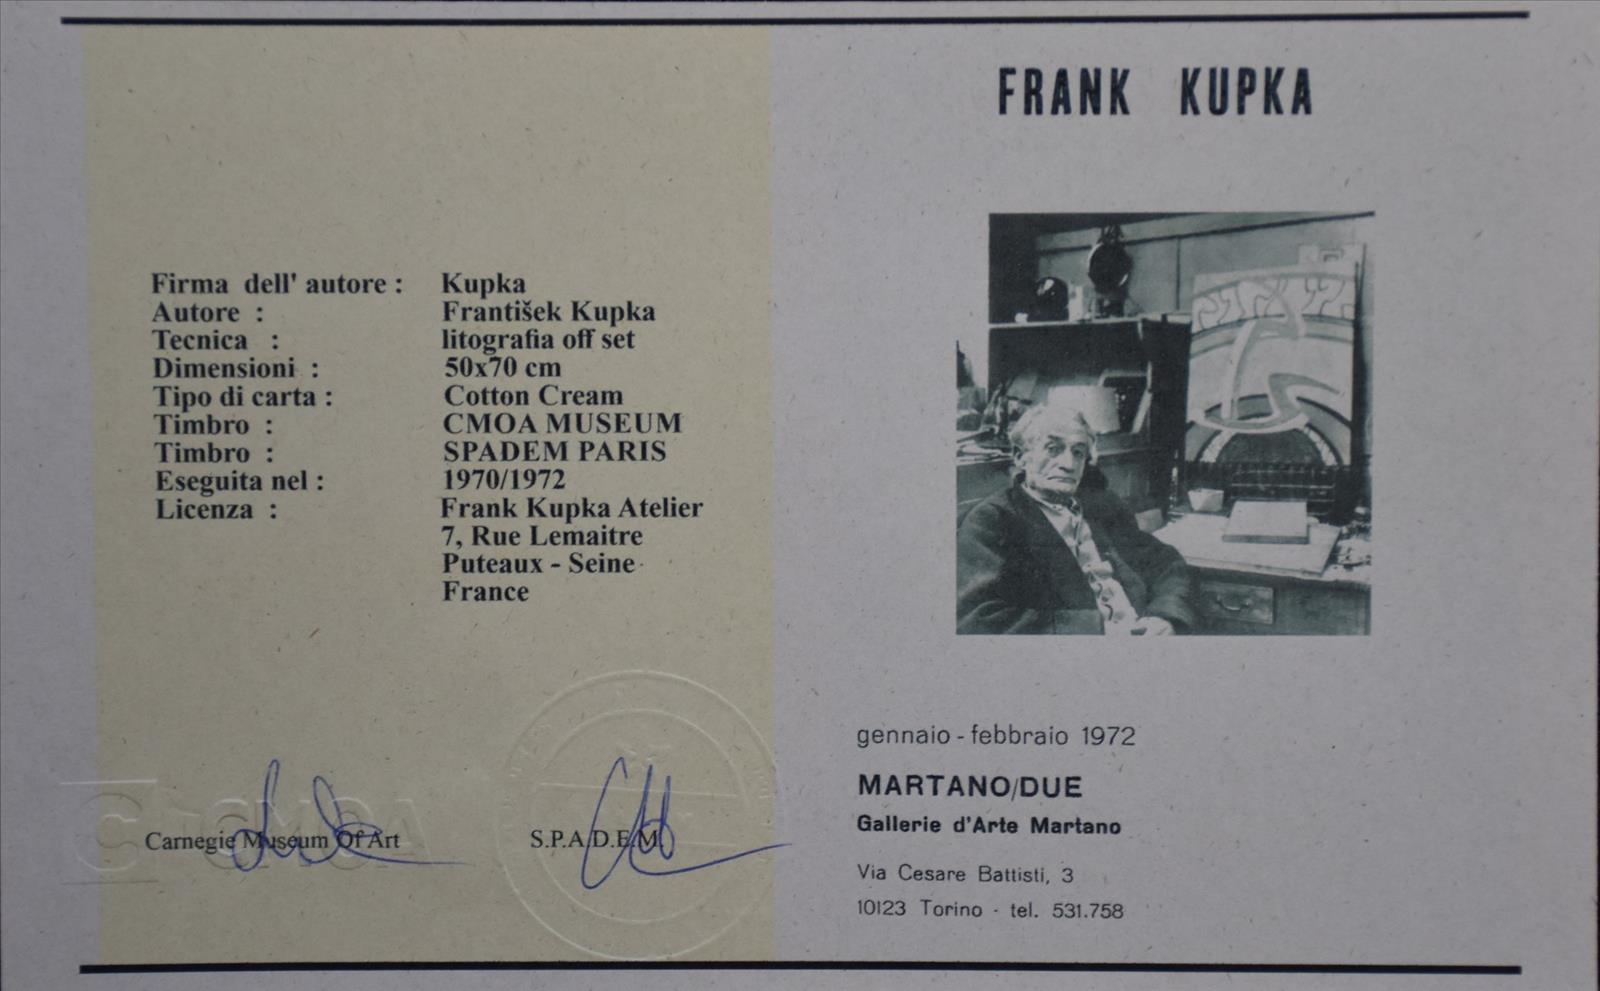 Firma dell' autore : Kupka
Autore : František Kupka
Tecnica : litografia off set
Dimensioni : 50x70 cm
Tipo di carta : Cotton Cream
Timbro : CMOA MUSEUM
Timbro : SPADEM PARIS
Eseguita nel : 1970/1972
Licenza : Frank Kupka Atelier
7, Rue Lemaitre
Puteaux - Seine
France
Carnegie Museum Of Art
S.P.A.D.E.M.
C CMOA
FRANK KUPKA
gennaio - febbraio 1972
MARTANO/DUE
Gallerie d'Arte Martano
Via Cesare Battisti, 3
10123 Torino - tel. 531.758